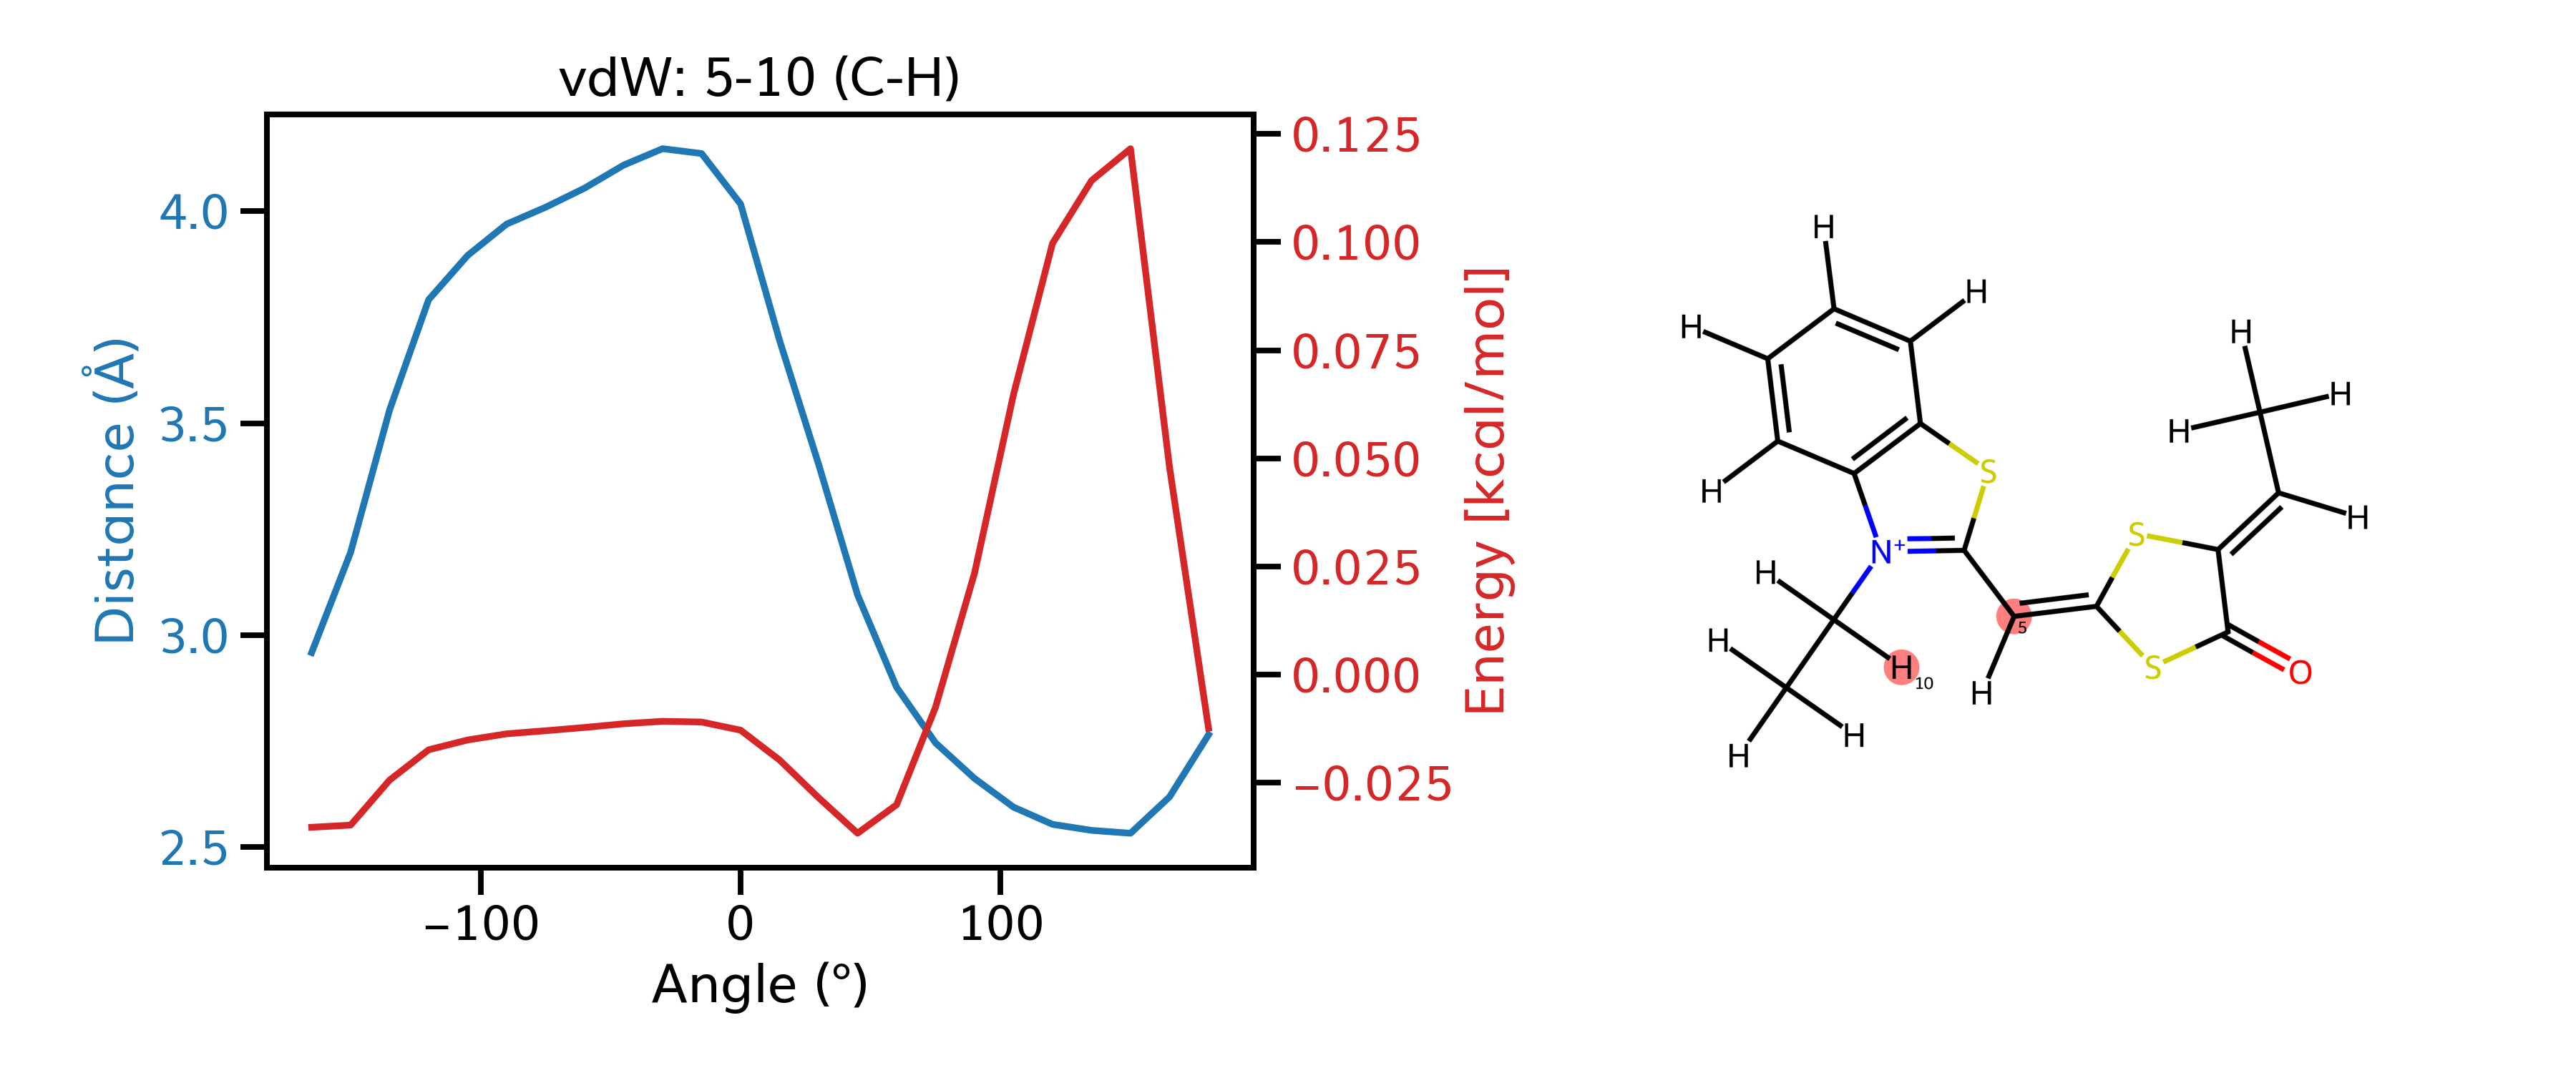 vdW: 5-10 (C-H)
4.0
3.5
3.0
2.5
Distance (Å)
−100
0
100
Angle (°)
0.125
0.100
0.075
0.050
0.025
0.000
−0.025
Energy [kcal/mol]
H
H
H
H
H
H
H
S
H
H
S
N+
H
H
5
S
O
H
10
H
H
H